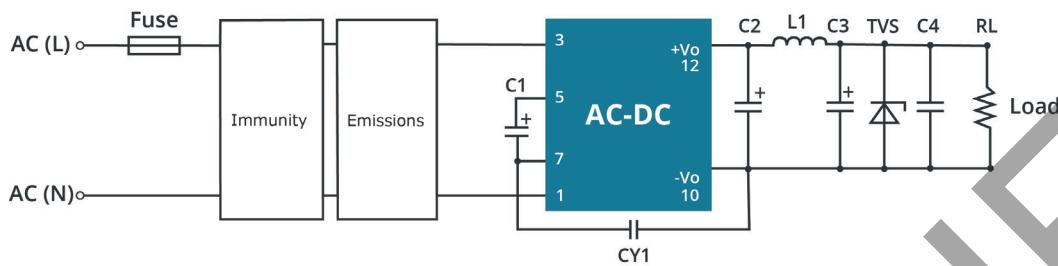 Fuse
AC (L)
AC (N)
Immunity
Emissions
C1
3
5
7
1
AC-DC
+Vo
12
-Vo
10
CY1
C2
L1
C3
TVS
C4
RL
Load
+
+
+